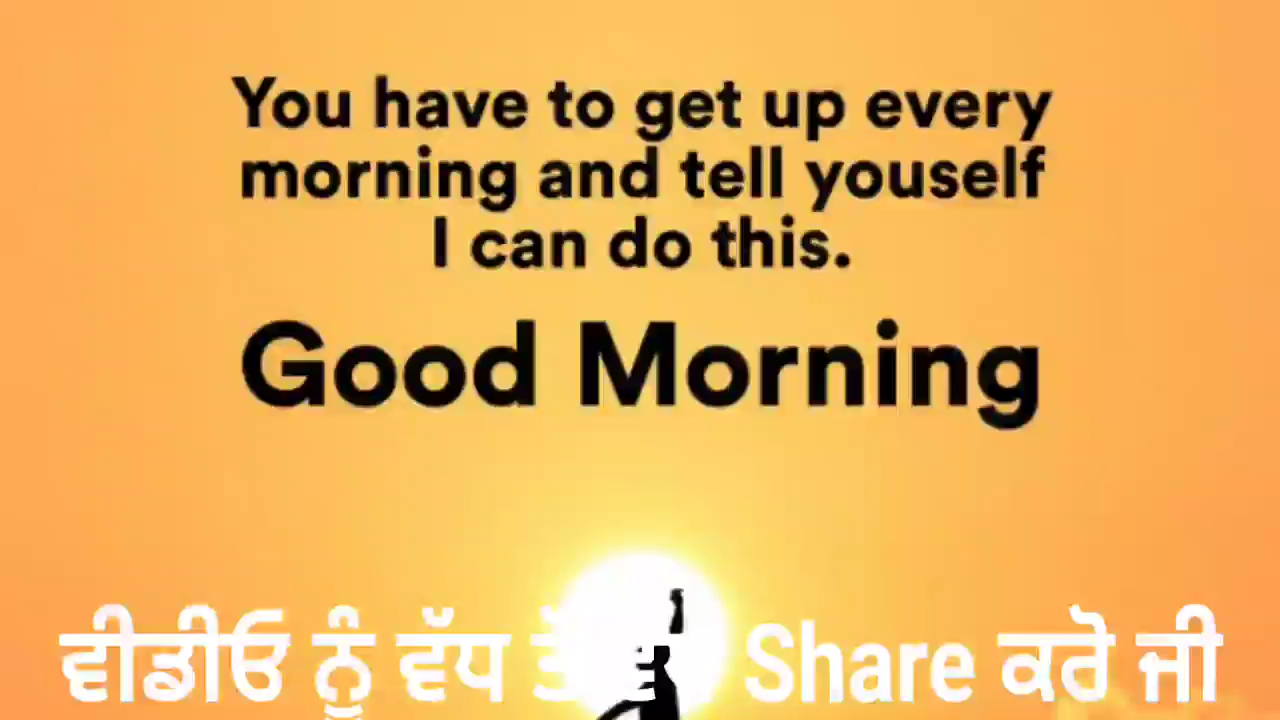 You have to get up every
morning and tell youself
I can do this.
Good Morning
ਵੀਡੀਓ ਨੂੰ ਵੱਧ ਤੋਂ ਵੱਧ Share ਕਰੋ ਜੀ